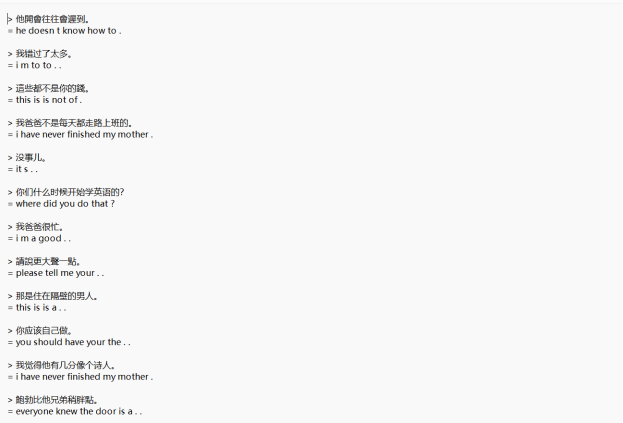 > 他開會往往會遲到。
= he doesn t know how to .
> 我错过了太多。
= i m to to . .
> 這些都不是你的錢。
= this is is not of .
> 我爸爸不是每天都走路上班的。
= i have never finished my mother .
> 没事儿。
= it s . .
> 你们什么时候开始学英语的?
= where did you do that ?
> 我爸爸很忙。
= i m a good . .
> 請說更大聲一點。
= please tell me your . .
> 那是住在隔壁的男人。
= this is is a . .
> 你应该自己做。
= you should have your the . .
> 我觉得他有几分像个诗人。
= i have never finished my mother .
> 鮑勃比他兄弟稍胖點。
= everyone knew the door is a . .